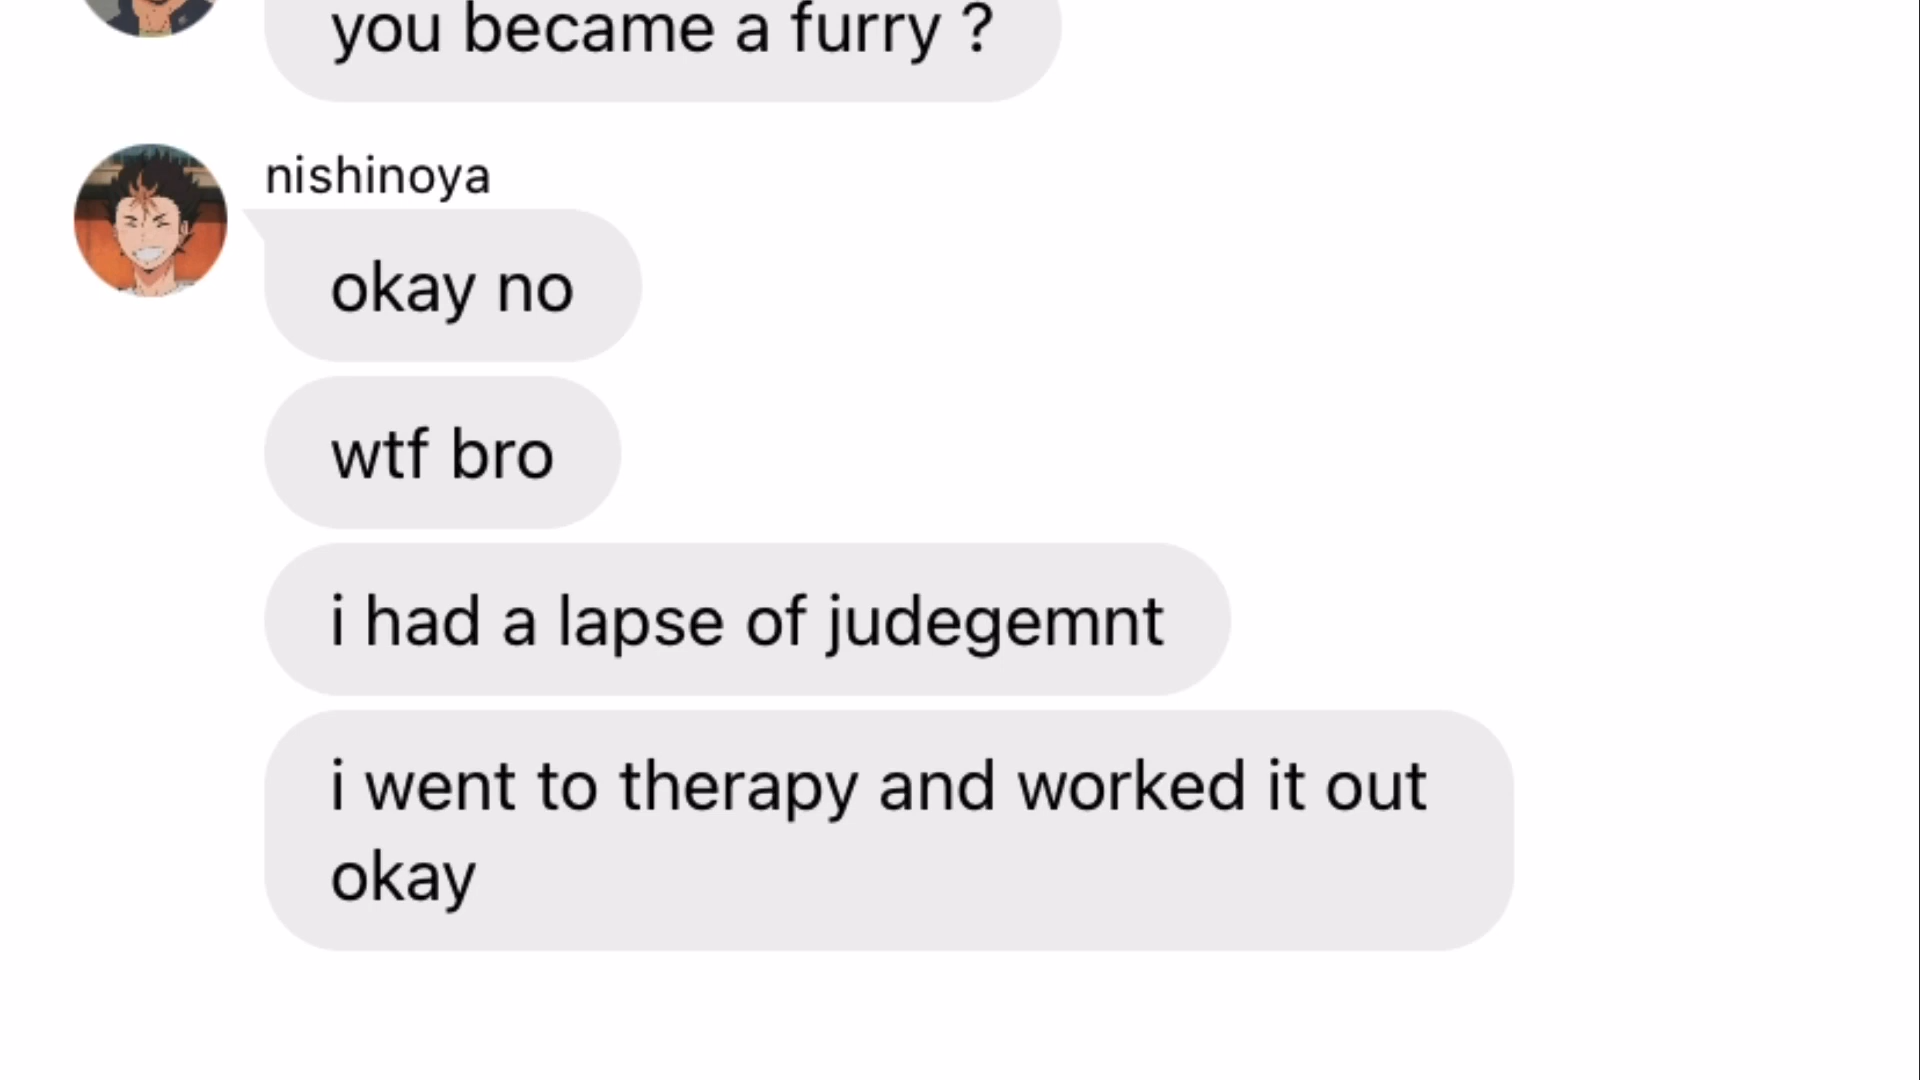 you became a furry ?
nishinoya
okay no
wtf bro
i had a lapse of judegemnt
i went to therapy and worked it out
okay